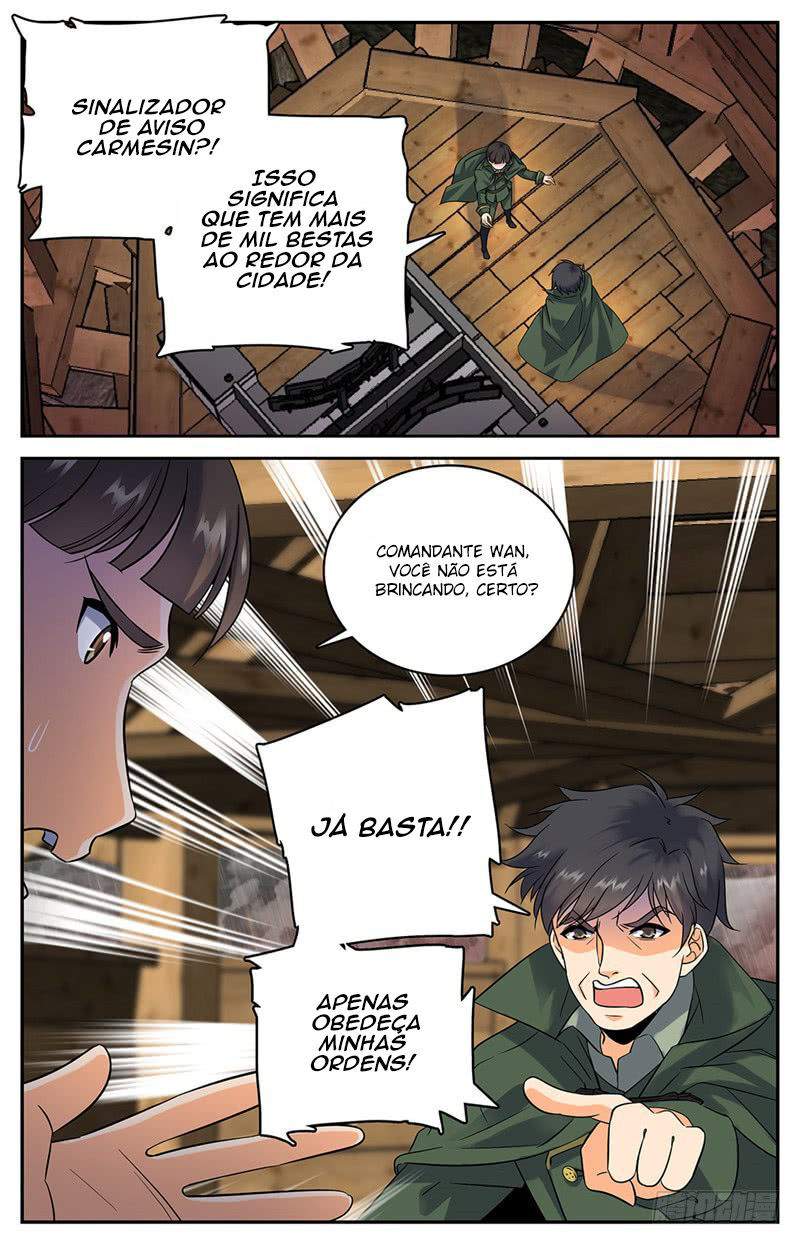 SINALIZADOR
DE AVISO
CARMESIN?!
ISSO
SIGNIFICA
QUE TEM MAIS
DE MIL BESTAS
AO REDOR DA
CIDADE!
COMANDANTE WAN,
VOCÊ NÃO ESTÁ
BRINCANDO, CERTO?
JÁ BASTA!!
APENAS
OBEDEÇA
MINHAS
ORDENS!